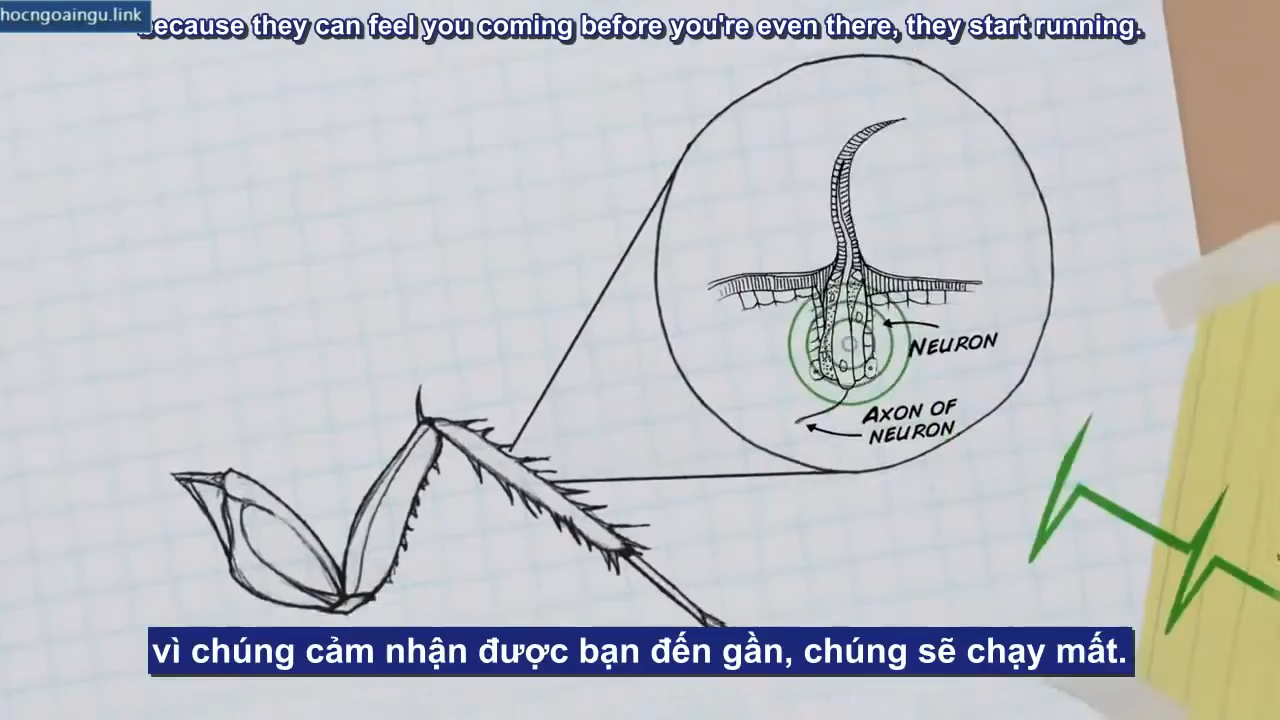 hocngoaingu.link
because they can feel you coming before you're even there, they start running.
NEURON
AXON OF
NEURON
vì chúng cảm nhận được bạn đến gần, chúng sẽ chạy mất.